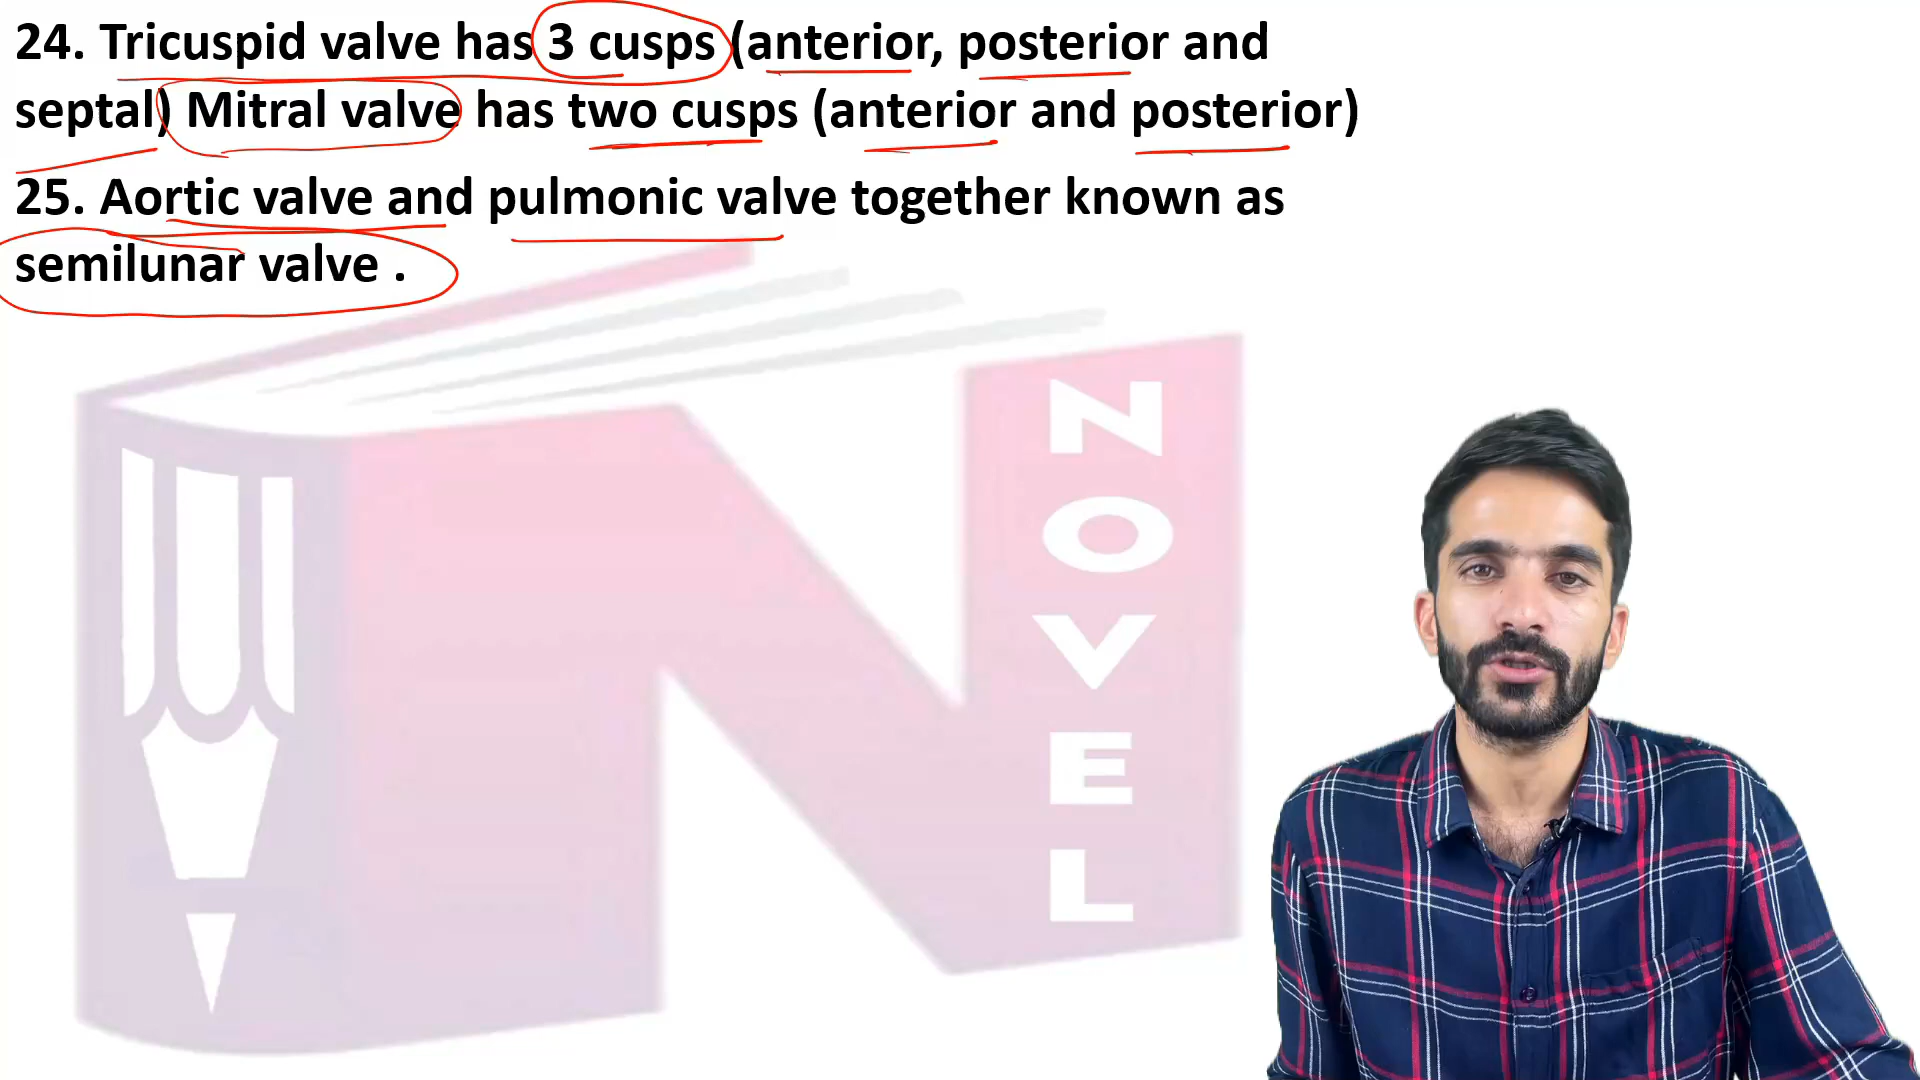 24. Tricuspid valve has 3 cusps (anterior, posterior and
septal) Mitral valve has two cusps (anterior and posterior)
25. Aortic valve and pulmonic valve together known as
semilunar valve .
NOVEL